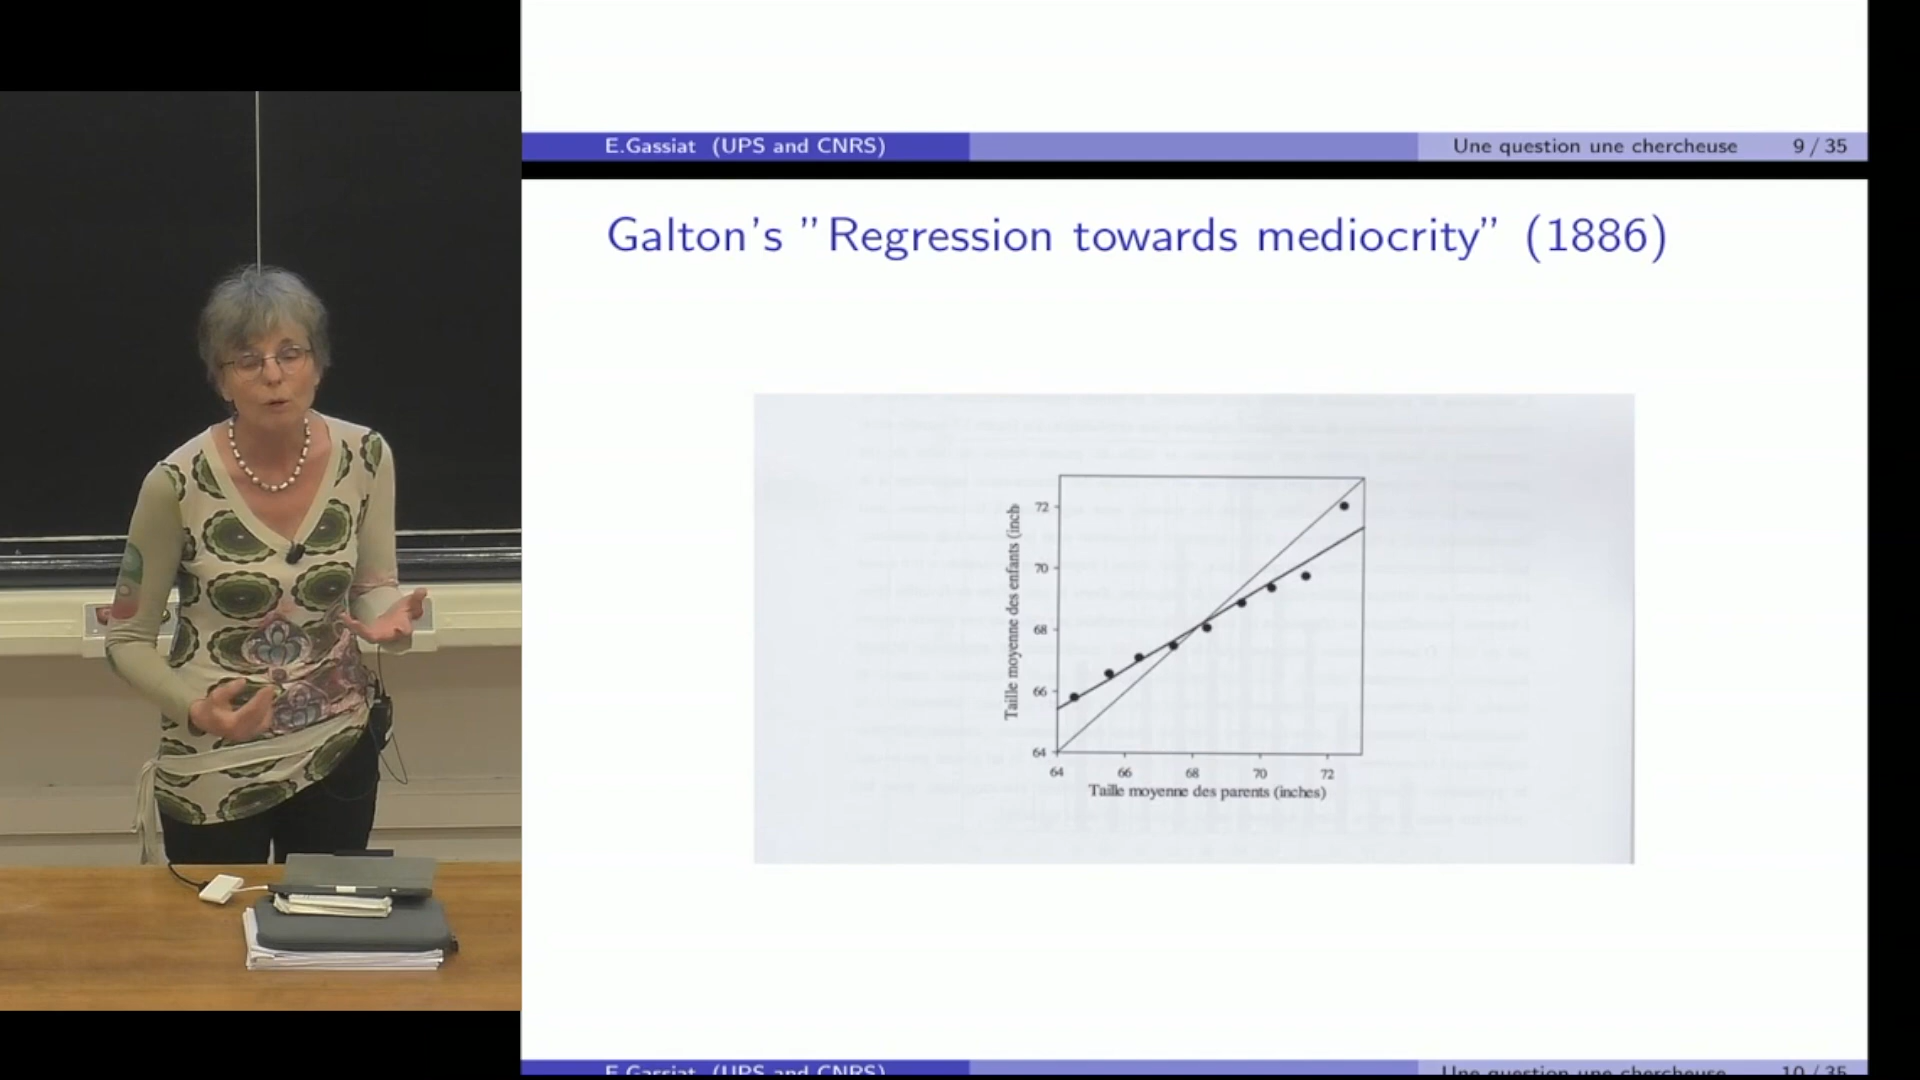 E.Gassiat (UPS and CNRS)
Une question une chercheuse 9 / 35
Galton's "Regression towards mediocrity" (1886)
Taille moyenne des enfants (inch
72
70
68
66
64
64 66 68 70 72
Taille moyenne des parents (inches)
E.Gassiat (UPS and CNRS)
Une question une chercheuse 10 / 35